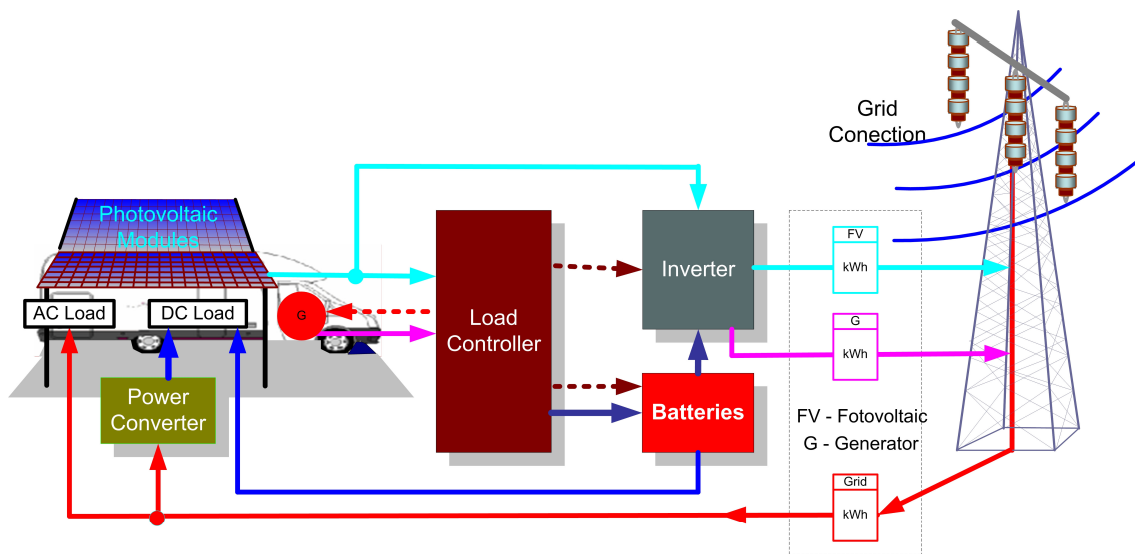 Grid
Conection
Photovoltaic
Modules
AC Load
DC Load
G
Load
Controller
Inverter
FV
kWh
G
kWh
Power
Converter
Batteries
FV - Fotovoltaic
G - Generator
Grid
kWh